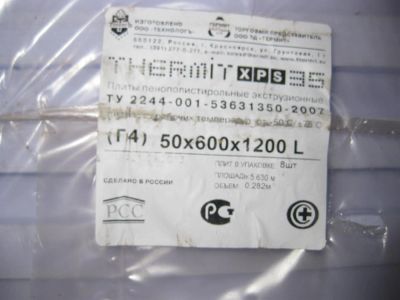 ИЗГОТОВЛЕНО
ООО "ТЕХНОЛОГЪ"
ТОРГОВЫЙ ПРЕДСТАВИТЕЛЬ
ООО "ТД "ТЕРМИТ"
THERMIT XPS 35
Плиты пенополистирольные экструзионные
ТУ 2244-001-53631350-2007
(Г4) 50x600x1200 L
ПЛИТ В УПАКОВКЕ: 8шт
ПЛОЩАДЬ: 5.630 м
ОБЪЕМ: 0.282м
СДЕЛАНО В РОССИИ
РСС